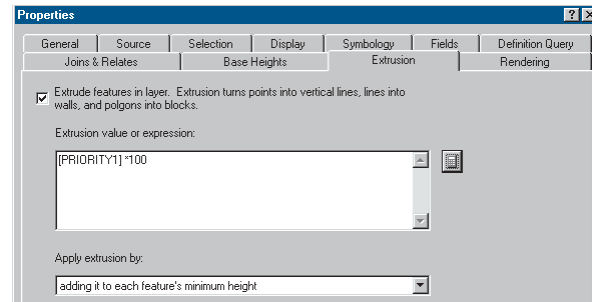 Properties
General Source Selection Display Symbology Fields Definition Query
Joins & Relates Base Heights Extrusion Rendering
Extrude features in layer. Extrusion turns points into vertical lines, lines into
walls, and polgons into blocks.
Extrusion value or expression:
[PRIORITY1] *100
Apply extrusion by:
adding it to each feature's minimum height